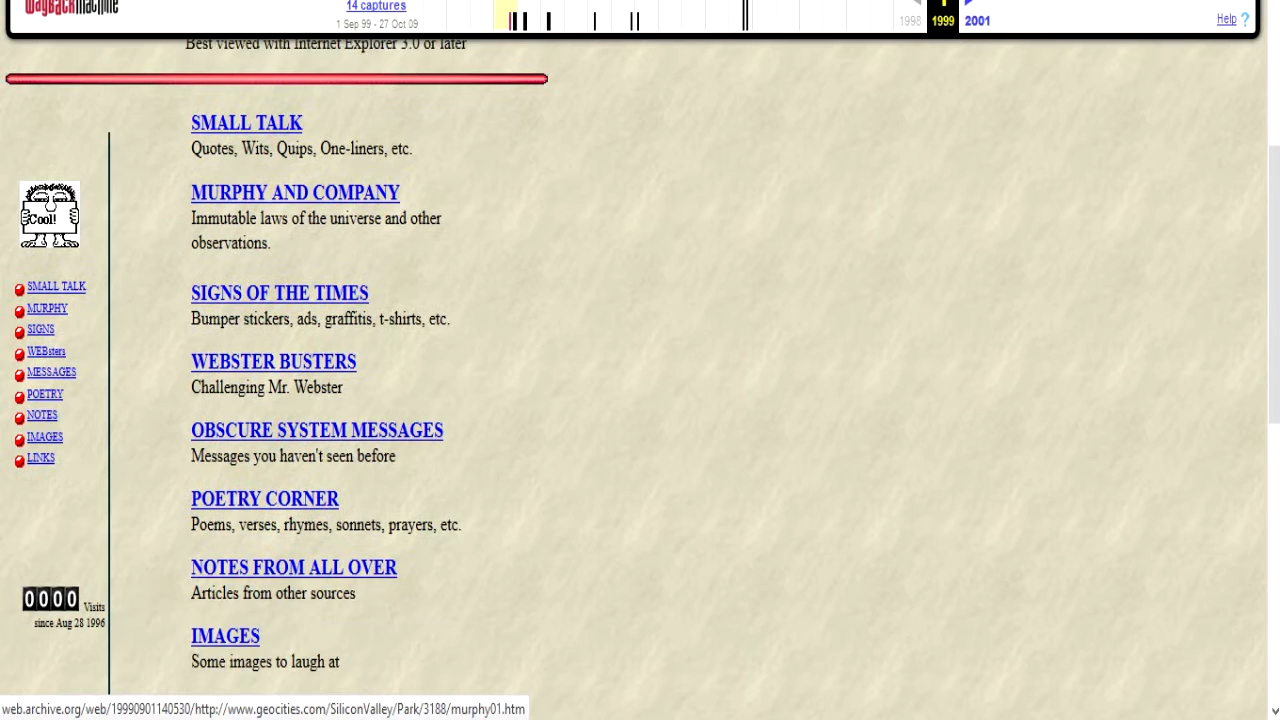 WayBackMachine
14 captures
1 Sep 99 - 27 Oct 09
1998
1999
2001
Help ?
Best viewed with Internet Explorer 3.0 or later
SMALL TALK
Quotes, Wits, Quips, One-liners, etc.
MURPHY AND COMPANY
Immutable laws of the universe and other
observations.
SIGNS OF THE TIMES
Bumper stickers, ads, graffitis, t-shirts, etc.
WEBSTER BUSTERS
Challenging Mr. Webster
OBSCURE SYSTEM MESSAGES
Messages you haven't seen before
POETRY CORNER
Poems, verses, rhymes, sonnets, prayers, etc.
NOTES FROM ALL OVER
Articles from other sources
IMAGES
Some images to laugh at
Cool!
SMALL TALK
MURPHY
SIGNS
WEBsters
MESSAGES
POETRY
NOTES
IMAGES
LINKS
0000 Visits
since Aug 28 1996
web.archive.org/web/19990901140530/http://www.geocities.com/SiliconValley/Park/3188/murphy01.htm